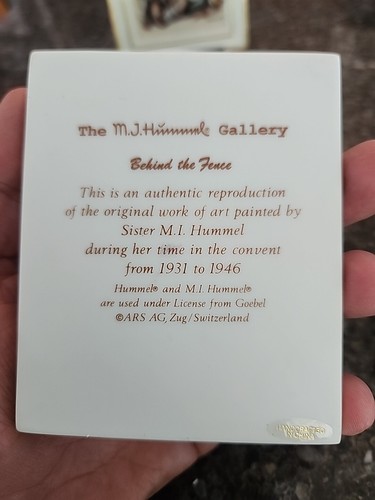 The M.J.Hummel Gallery
Behind the Fence
This is an authentic reproduction
of the original work of art painted by
Sister M.I. Hummel
during her time in the convent
from 1931 to 1946
Hummel® and M.I. Hummel®
are used under License from Goebel
©ARS AG, Zug/Switzerland